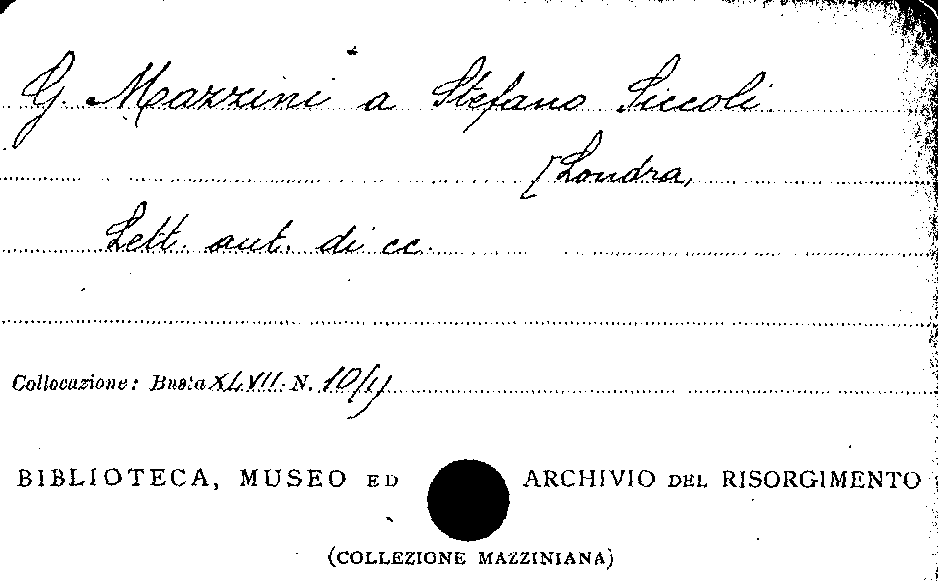 G. Mazzini a Stefano Siccoli
[Londra,
Lett. aut. di cc.
Collocazione: Busta XLVII. N. 10/y
BIBLIOTECA, MUSEO ED ARCHIVIO DEL RISORGIMENTO
(COLLEZIONE MAZZINIANA)